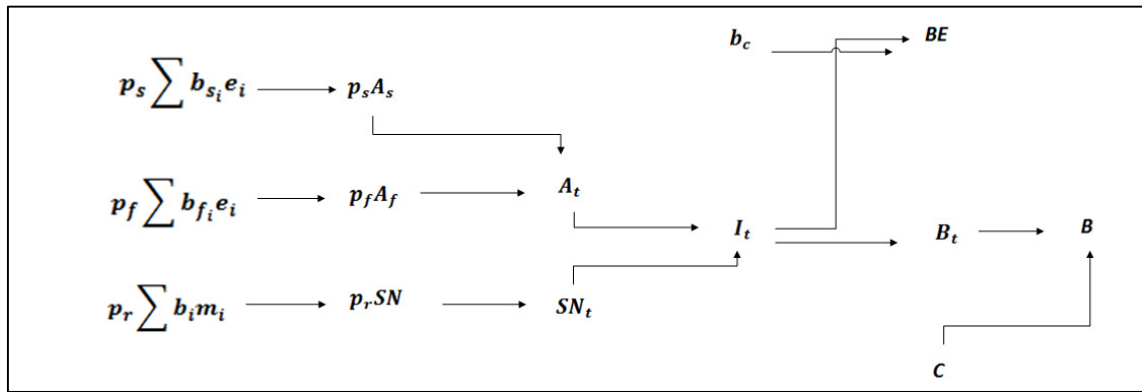 b_c BE
p_s ∑ b_{s_i} e_i p_s A_s
p_f ∑ b_{f_i} e_i p_f A_f A_t
I_t B_t B
p_r ∑ b_i m_i p_r SN SN_t
C